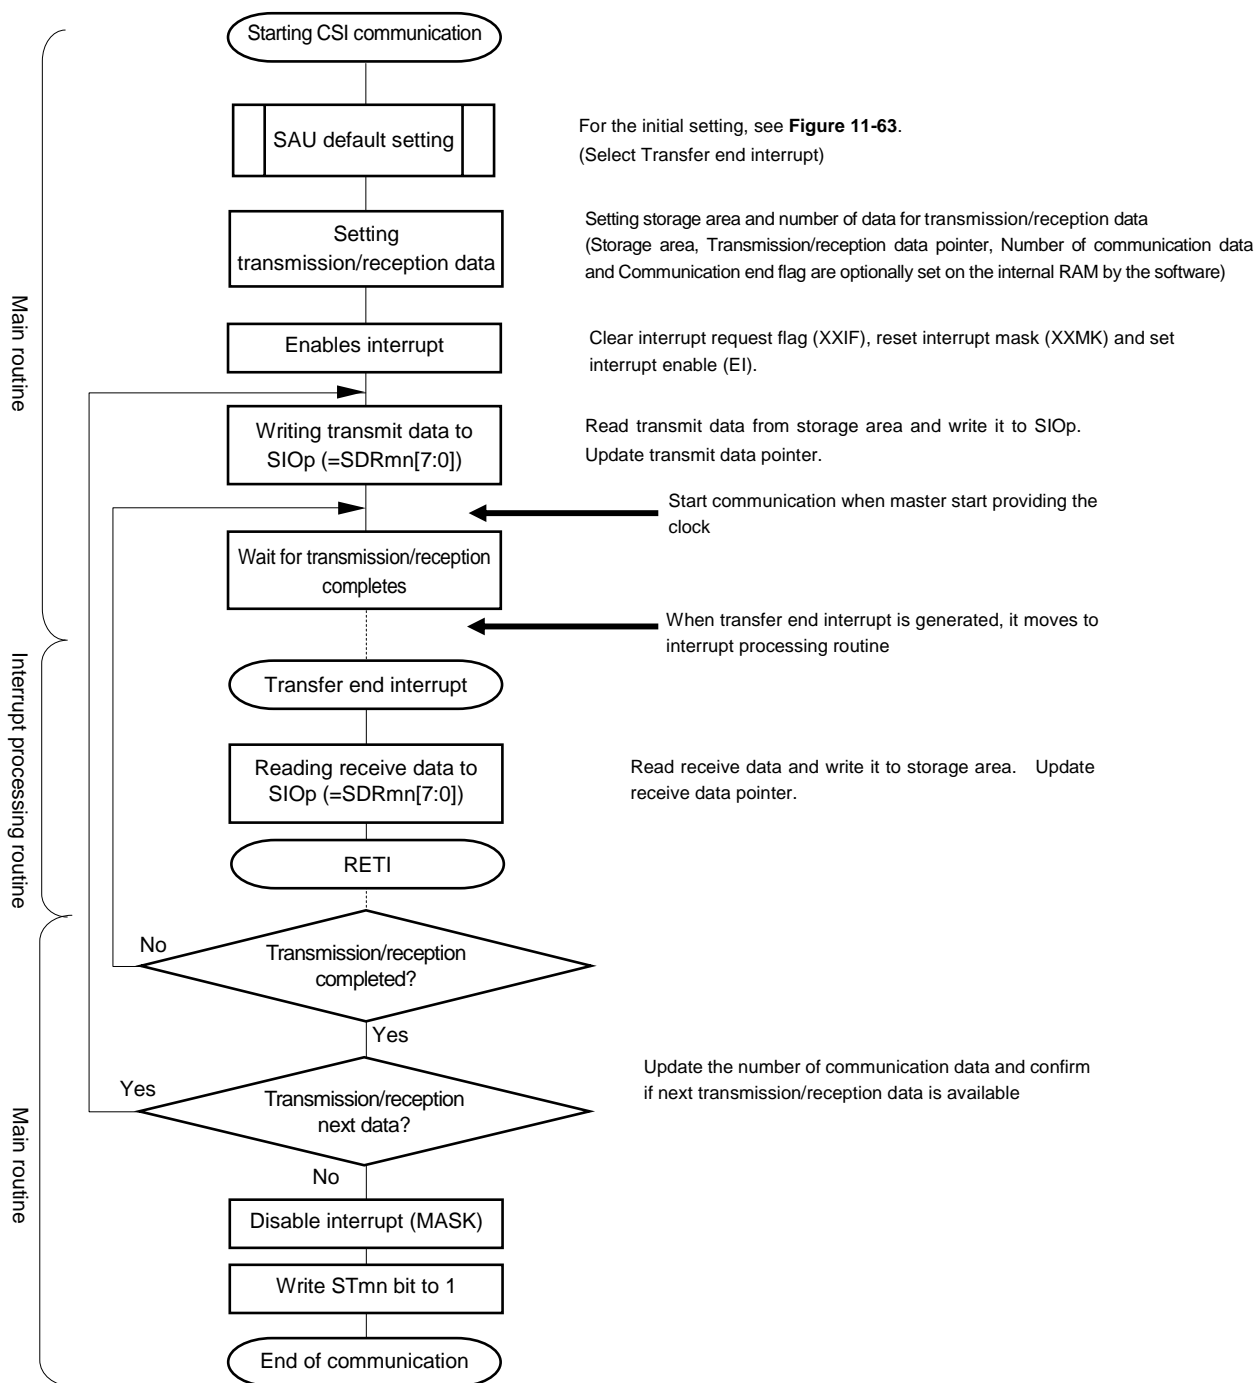 Starting CSI communication
SAU default setting
For the initial setting, see Figure 11-63.
(Select Transfer end interrupt)
Setting
transmission/reception data
Setting storage area and number of data for transmission/reception data
(Storage area, Transmission/reception data pointer, Number of communication data
and Communication end flag are optionally set on the internal RAM by the software)
Main routine
Enables interrupt
Clear interrupt request flag (XXIF), reset interrupt mask (XXMK) and set
interrupt enable (EI).
Writing transmit data to
SIOp (=SDRmn[7:0])
Read transmit data from storage area and write it to SIOp.
Update transmit data pointer.
Start communication when master start providing the
clock
Wait for transmission/reception
completes
When transfer end interrupt is generated, it moves to
interrupt processing routine
Interrupt processing routine
Transfer end interrupt
Reading receive data to
SIOp (=SDRmn[7:0])
Read receive data and write it to storage area. Update
receive data pointer.
RETI
No
Transmission/reception
completed?
Yes
Yes
Transmission/reception
next data?
Update the number of communication data and confirm
if next transmission/reception data is available
No
Main routine
Disable interrupt (MASK)
Write STmn bit to 1
End of communication